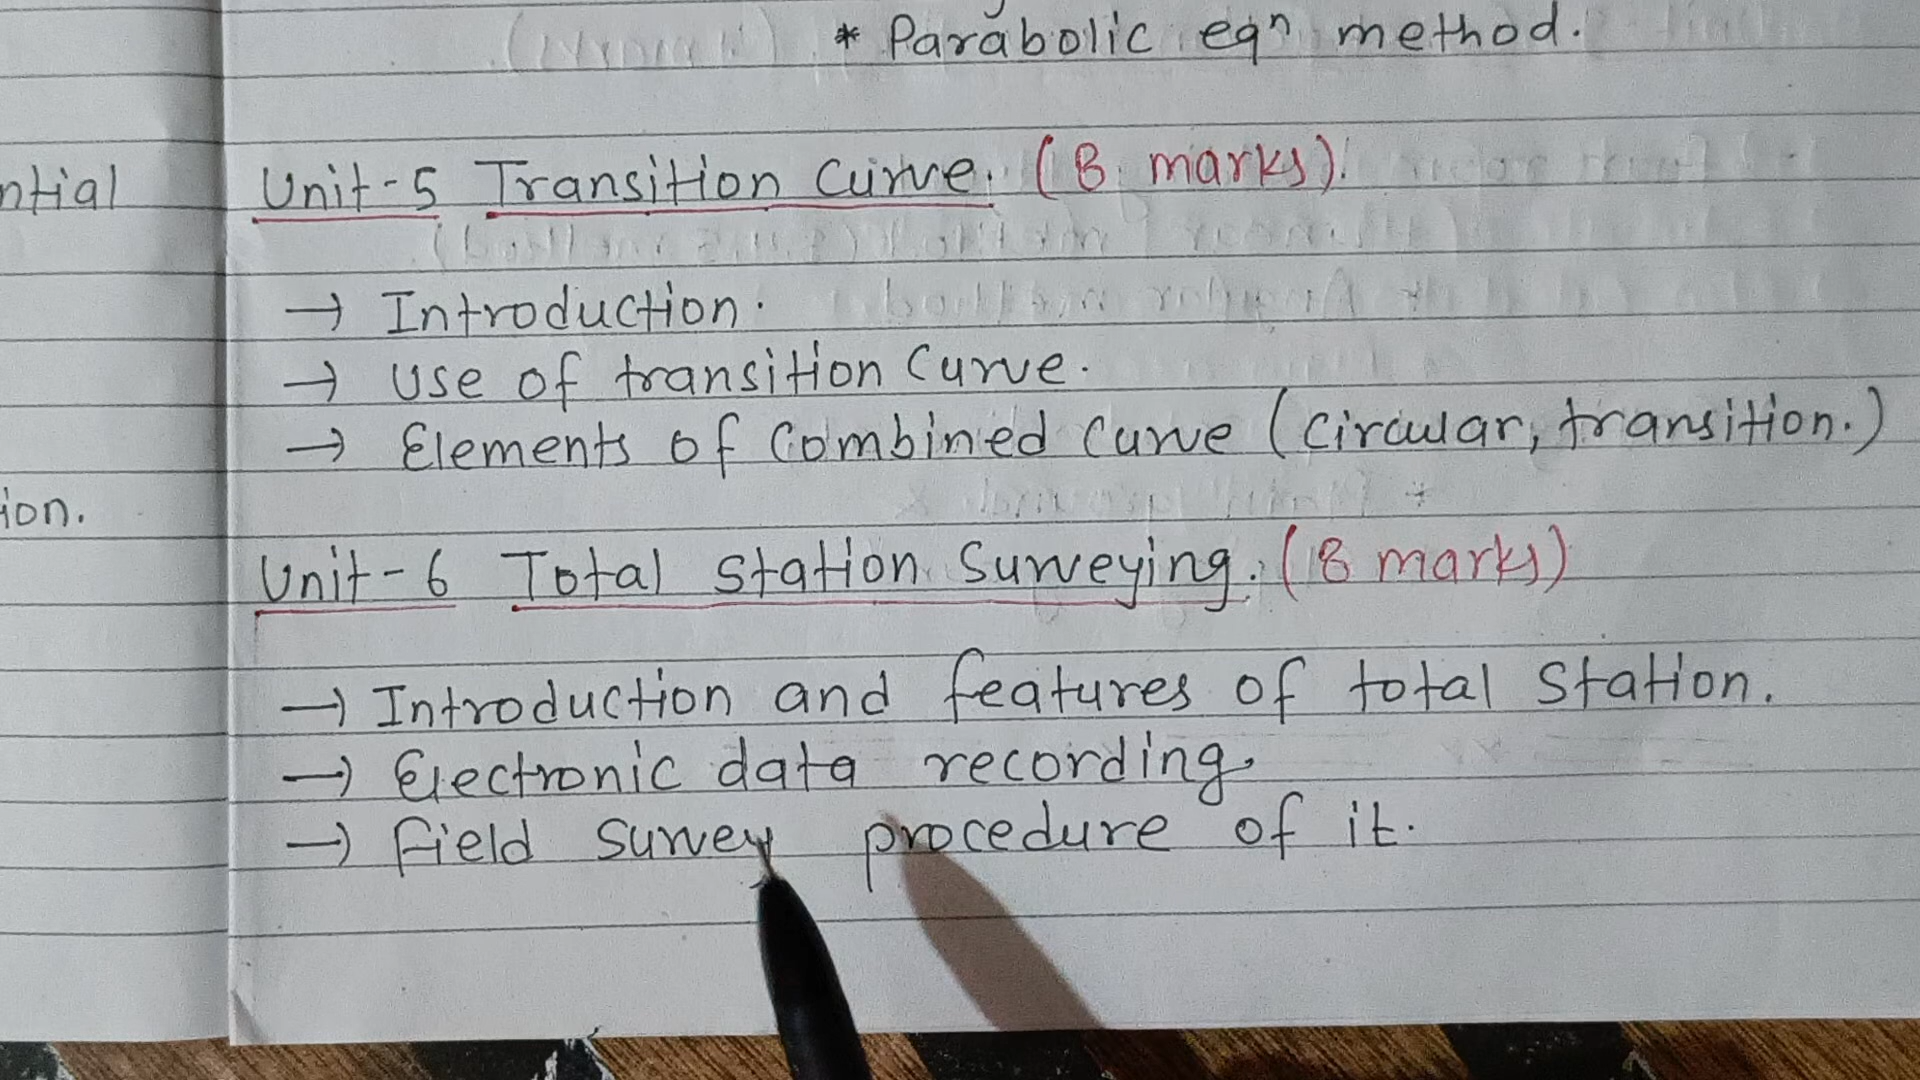 * Parabolic eqn method.
ntial
Unit-5 Transition Curve. (8 marks).
→ Introduction.
→ Use of transition Curve.
→ Elements of Combined Curve (Circular, transition.)
ion.
Unit-6 Total Station Surveying. (8 marks)
→ Introduction and features of total Station.
→ Electronic data recording.
→ Field Survey procedure of it.